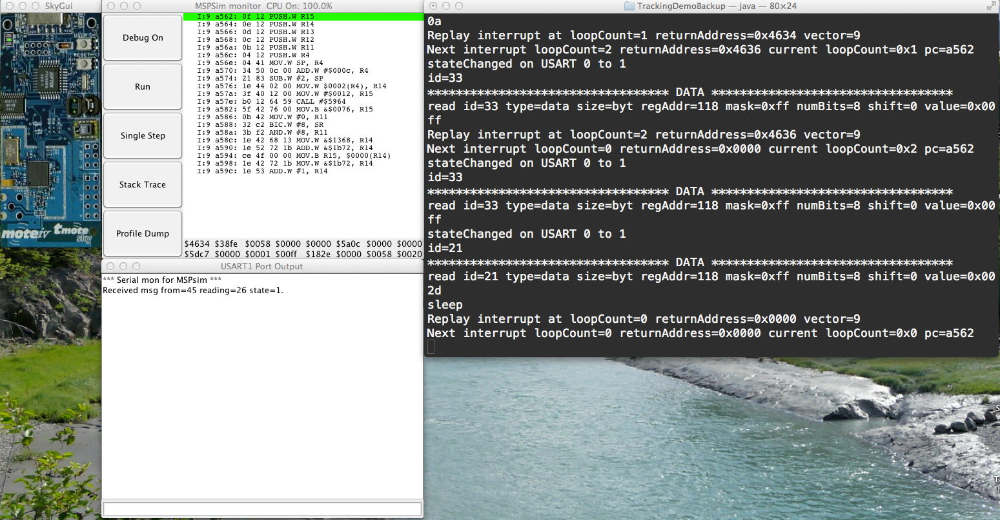 SkyGui
USER
RESET
moteiv tmote
sky
MSPSim monitor CPU On: 100.0%
Debug On
Run
Single Step
Stack Trace
Profile Dump
I:9 a562: 0f 12 PUSH.W R15
I:9 a564: 0e 12 PUSH.W R14
I:9 a566: 0d 12 PUSH.W R13
I:9 a568: 0c 12 PUSH.W R12
I:9 a56a: 0b 12 PUSH.W R11
I:9 a56c: 04 12 PUSH.W R4
I:9 a56e: 04 41 MOV.W SP, R4
I:9 a570: 34 50 0c 00 ADD.W #$000c, R4
I:9 a574: 21 83 SUB.W #2, SP
I:9 a576: 1e 44 02 00 MOV.W $0002(R4), R14
I:9 a57a: 3f 40 12 00 MOV.W #$0012, R15
I:9 a57e: b0 12 64 59 CALL #$5964
I:9 a582: 5f 42 76 00 MOV.B &$0076, R15
I:9 a586: 0b 42 MOV.W #0, R11
I:9 a588: 32 c2 BIC.W #8, SR
I:9 a58a: 3b f2 AND.W #8, R11
I:9 a58c: 1e 42 68 13 MOV.W &$1368, R14
I:9 a590: 1e 52 72 1b ADD.W &$1b72, R14
I:9 a594: ce 4f 00 00 MOV.B R15, $0000(R14)
I:9 a598: 1e 42 72 1b MOV.W &$1b72, R14
I:9 a59c: 1e 53 ADD.W #1, R14
$4634 $38fe $0058 $0000 $0000 $5a0c $0000 $0000
$5dc7 $0000 $0001 $00ff $182e $0000 $0058 $0020
USART1 Port Output
*** Serial mon for MSPsim ***
Received msg from=45 reading=26 state=1.
TrackingDemoBackup — java — 80×24
0a
Replay interrupt at loopCount=1 returnAddress=0x4634 vector=9
Next interrupt loopCount=2 returnAddress=0x4636 current loopCount=0x1 pc=a562
stateChanged on USART 0 to 1
id=33
********************************** DATA **********************************
read id=33 type=data size=byt regAddr=118 mask=0xff numBits=8 shift=0 value=0x00
ff
Replay interrupt at loopCount=2 returnAddress=0x4636 vector=9
Next interrupt loopCount=0 returnAddress=0x0000 current loopCount=0x2 pc=a562
stateChanged on USART 0 to 1
id=33
********************************** DATA **********************************
read id=33 type=data size=byt regAddr=118 mask=0xff numBits=8 shift=0 value=0x00
ff
stateChanged on USART 0 to 1
id=21
********************************** DATA **********************************
read id=21 type=data size=byt regAddr=118 mask=0xff numBits=8 shift=0 value=0x00
2d
sleep
Replay interrupt at loopCount=0 returnAddress=0x0000 vector=9
Next interrupt loopCount=0 returnAddress=0x0000 current loopCount=0x0 pc=a562